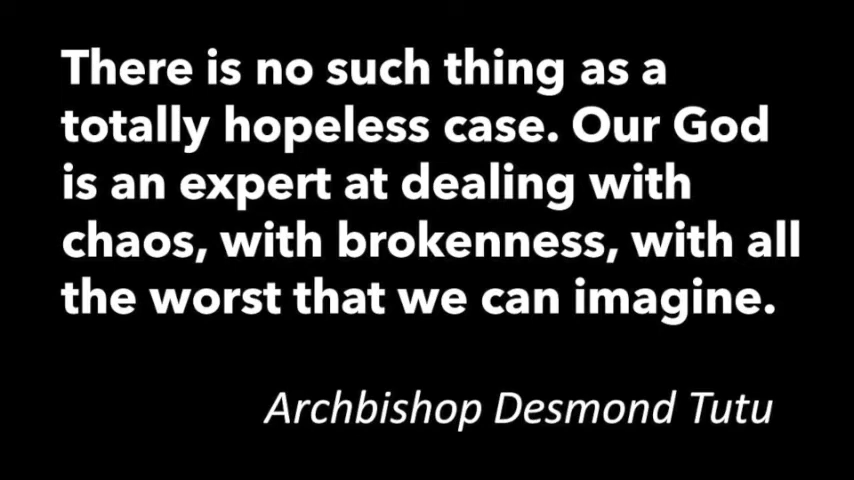 There is no such thing as a
totally hopeless case. Our God
is an expert at dealing with
chaos, with brokenness, with all
the worst that we can imagine.
Archbishop Desmond Tutu